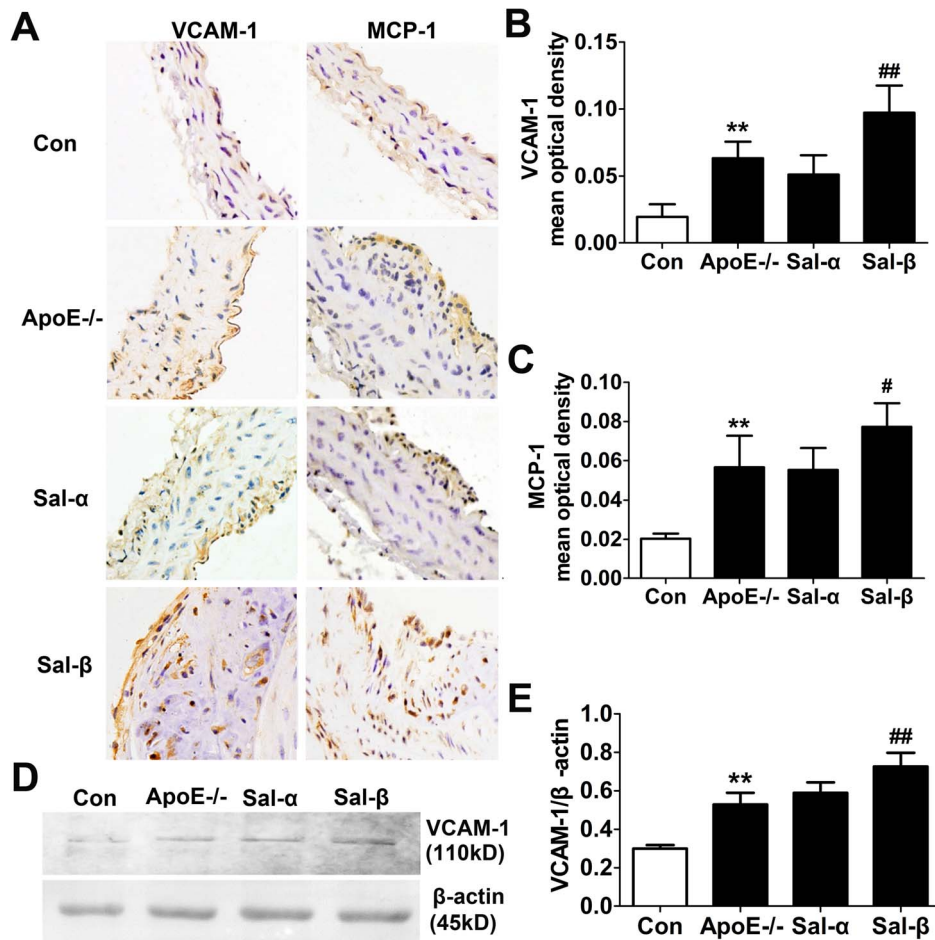 A
VCAM-1
MCP-1
Con
ApoE-/-
Sal-α
Sal-β
B
VCAM-1
mean optical density
0.15
0.10
0.05
0.00
**
##
Con ApoE-/- Sal-α Sal-β
C
MCP-1
mean optical density
0.10
0.08
0.06
0.04
0.02
0.00
**
#
Con ApoE-/- Sal-α Sal-β
D
Con ApoE-/- Sal-α Sal-β
VCAM-1
(110kD)
β-actin
(45kD)
E
VCAM-1/β -actin
1.0
0.8
0.6
0.4
0.2
0.0
**
##
Con ApoE-/- Sal-α Sal-β